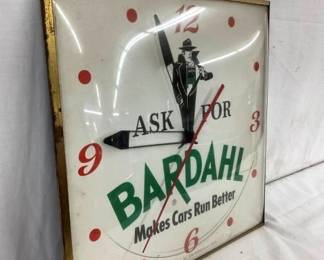 12
ASK FOR
9
3
BARDAHL
Makes Cars Run Better
6